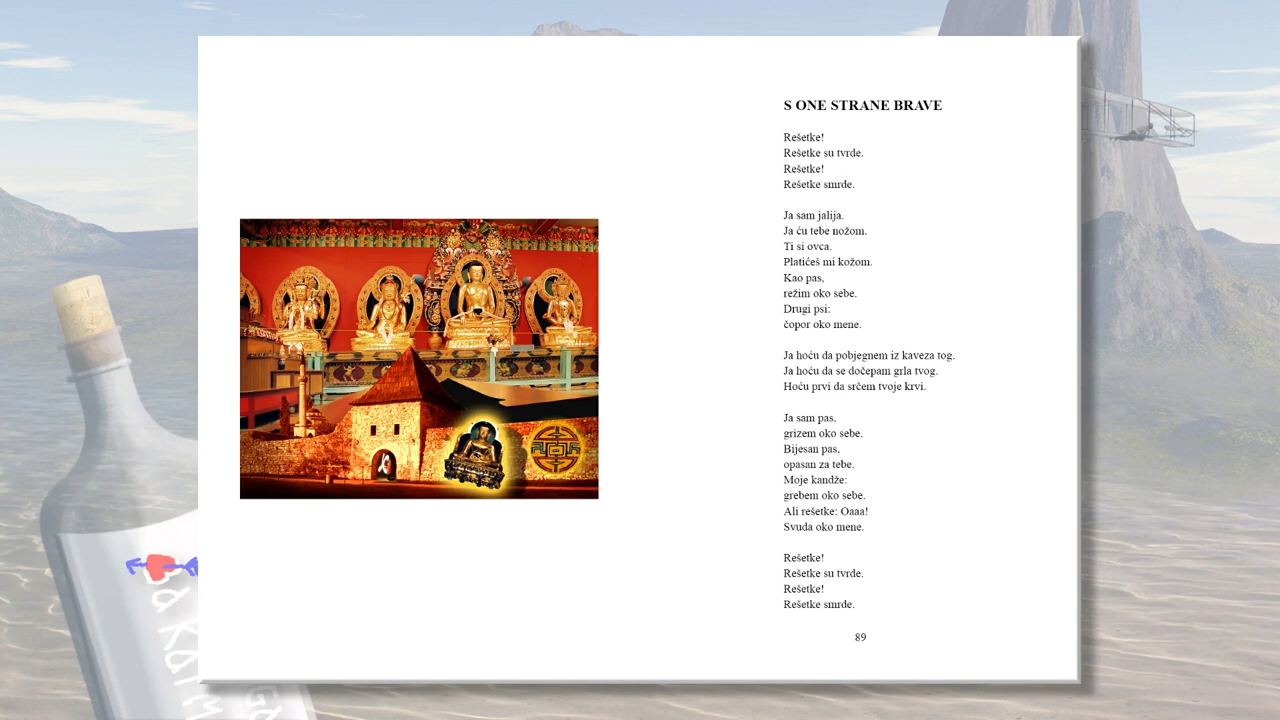 S ONE STRANE BRAVE
Rešetke!
Rešetke su tvrde.
Rešetke!
Rešetke smrde.
Ja sam jalija.
Ja ću tebe nožom.
Ti si ovca.
Platićeš mi kožom.
Kao pas,
režim oko sebe.
Drugi psi:
čopor oko mene.
Ja hoću da pobjegnem iz kaveza tog.
Ja hoću da se dočepam grla tvog.
Hoću prvi da srčem tvoje krvi.
Ja sam pas,
grizem oko sebe.
Bijesan pas,
opasan za tebe.
Moje kandže:
grebem oko sebe.
Ali rešetke: Oaaa!
Svuda oko mene.
Rešetke!
Rešetke su tvrde.
Rešetke!
Rešetke smrde.
89